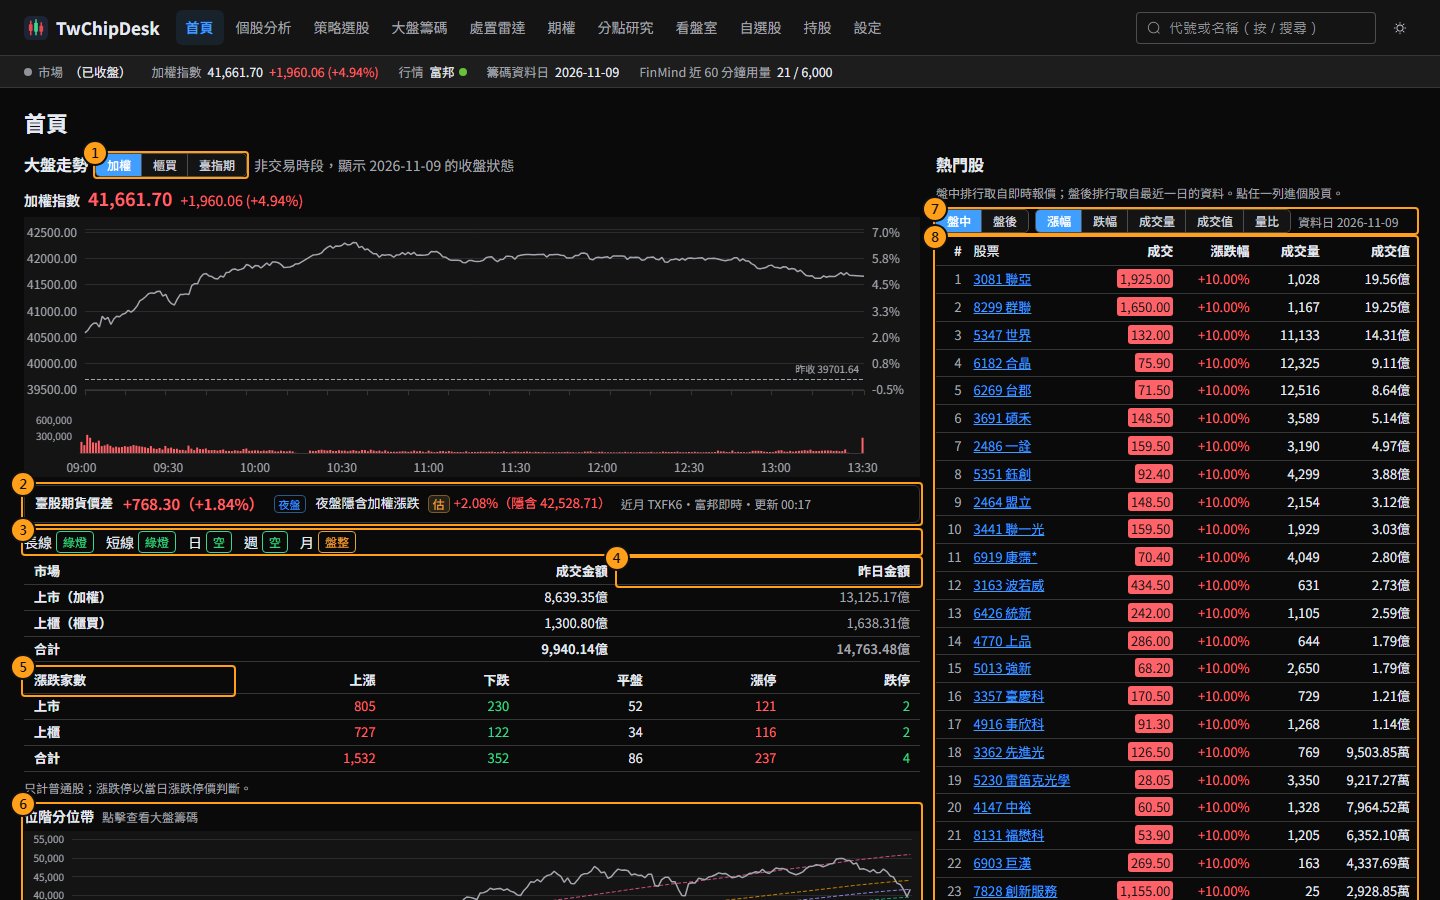 TwChipDesk 首頁 個股分析 策略選股 大盤籌碼 處置雷達 期權 分點研究 看盤室 自選股 持股 設定 代號或名稱（按 / 搜尋）
市場 （已收盤） 加權指數 41,661.70 +1,960.06 (+4.94%) 行情 富邦 籌碼資料日 2026-11-09 FinMind 近 60 分鐘用量 21 / 6,000
首頁
大盤走勢 1 加權 櫃買 臺指期 非交易時段，顯示 2026-11-09 的收盤狀態
加權指數 41,661.70 +1,960.06 (+4.94%)
42500.00 7.0%
42000.00 5.8%
41500.00 4.5%
41000.00 3.3%
40500.00 2.0%
40000.00 0.8%
昨收 39701.64
39500.00 -0.5%
600,000
300,000
09:00 09:30 10:00 10:30 11:00 11:30 12:00 12:30 13:00 13:30
2
臺股期貨價差 +768.30（+1.84%） 夜盤 夜盤隱含加權漲跌 估 +2.08%（隱含 42,528.71） 近月 TXFK6・富邦即時・更新 00:17
3
長線 綠燈 短線 綠燈 日 空 週 空 月 盤整
4
市場 成交金額 昨日金額
上市（加權） 8,639.35億 13,125.17億
上櫃（櫃買） 1,300.80億 1,638.31億
合計 9,940.14億 14,763.48億
5
漲跌家數 上漲 下跌 平盤 漲停 跌停
上市 805 230 52 121 2
上櫃 727 122 34 116 2
合計 1,532 352 86 237 4
只計普通股；漲跌停以當日漲跌停價判斷。
6
位階分位帶 點擊查看大盤籌碼
55,000
50,000
45,000
40,000
熱門股
盤中排行取自即時報價；盤後排行取自最近一日的資料。點任一列進個股頁。
7 盤中 盤後 漲幅 跌幅 成交量 成交值 量比 資料日 2026-11-09
8
# 股票 成交 漲跌幅 成交量 成交值
1 3081 聯亞 1,925.00 +10.00% 1,028 19.56億
2 8299 群聯 1,650.00 +10.00% 1,167 19.25億
3 5347 世界 132.00 +10.00% 11,133 14.31億
4 6182 合晶 75.90 +10.00% 12,325 9.11億
5 6269 台郡 71.50 +10.00% 12,516 8.64億
6 3691 碩禾 148.50 +10.00% 3,589 5.14億
7 2486 一詮 159.50 +10.00% 3,190 4.97億
8 5351 鈺創 92.40 +10.00% 4,299 3.88億
9 2464 盟立 148.50 +10.00% 2,154 3.12億
10 3441 聯一光 159.50 +10.00% 1,929 3.03億
11 6919 康霈* 70.40 +10.00% 4,049 2.80億
12 3163 波若威 434.50 +10.00% 631 2.73億
13 6426 統新 242.00 +10.00% 1,105 2.59億
14 4770 上品 286.00 +10.00% 644 1.79億
15 5013 強新 68.20 +10.00% 2,650 1.79億
16 3357 臺慶科 170.50 +10.00% 729 1.21億
17 4916 事欣科 91.30 +10.00% 1,268 1.14億
18 3362 先進光 126.50 +10.00% 769 9,503.85萬
19 5230 雷笛克光學 28.05 +10.00% 3,350 9,217.27萬
20 4147 中裕 60.50 +10.00% 1,328 7,964.52萬
21 8131 福懋科 53.90 +10.00% 1,205 6,352.10萬
22 6903 巨漢 269.50 +10.00% 163 4,337.69萬
23 7828 創新服務 1,155.00 +10.00% 25 2,928.85萬